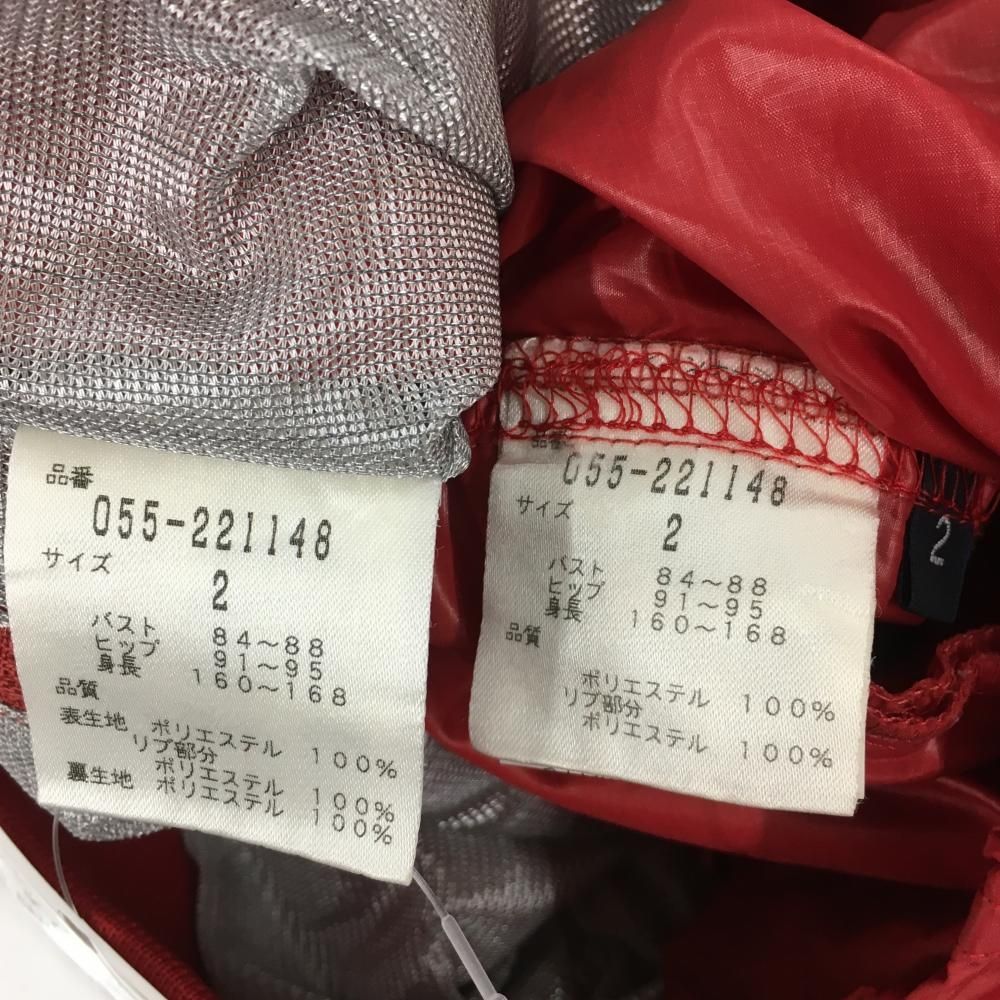 品番
055-221148
サイズ
2
バスト 84～88
ヒップ 91～95
身長 160～168
品質
表生地 ポリエステル 100%
リブ部分
ポリエステル 100%
裏生地 ポリエステル 100%
055-221148
サイズ
2
バスト 84～88
ヒップ 91～95
身長 160～168
品質
ポリエステル 100%
リブ部分
ポリエステル 100%
2